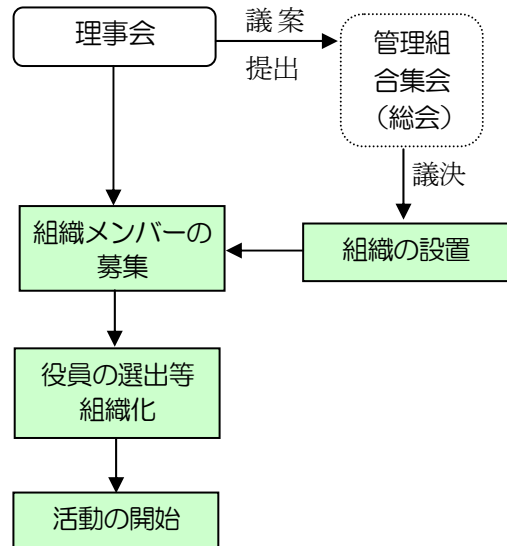 理事会
議案
提出
管理組
合集会
（総会）
議決
組織メンバーの
募集
組織の設置
役員の選出等
組織化
活動の開始